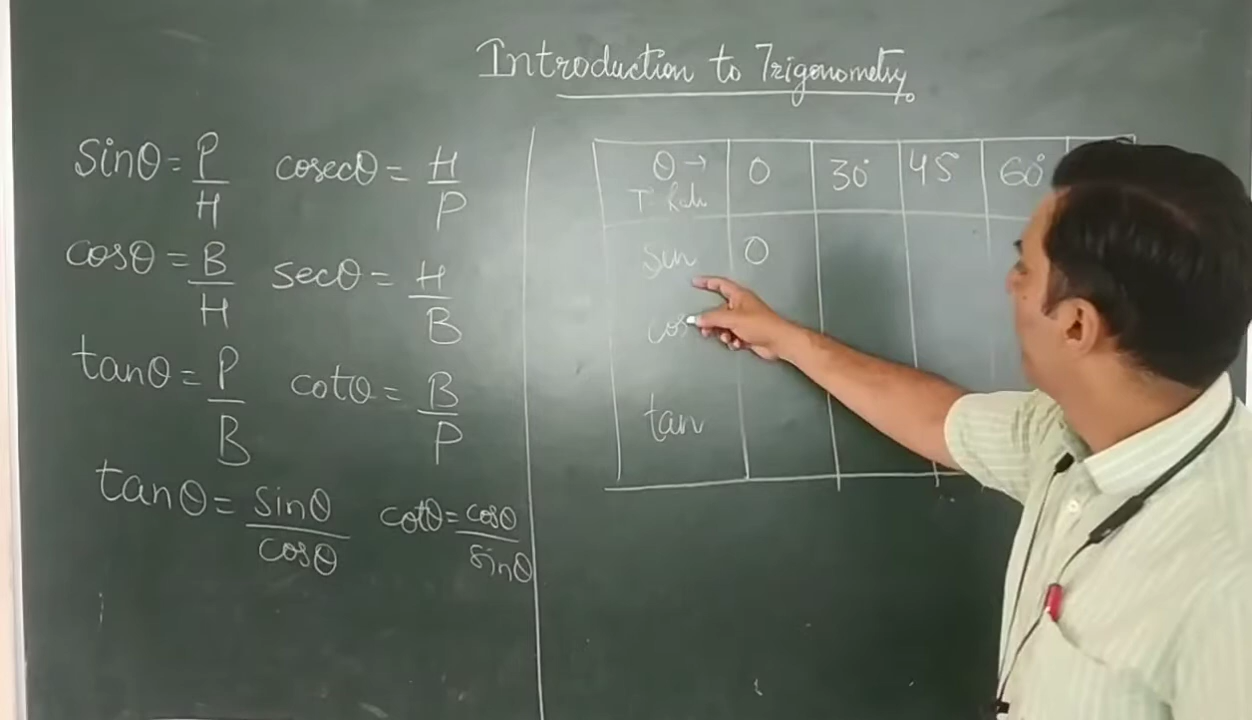 Introduction to Trigonometry.
sinθ = P/H cosecθ = H/P
cosθ = B/H secθ = H/B
tanθ = P/B cotθ = B/P
tanθ = sinθ/cosθ cotθ = cosθ/sinθ
θ → 0 30° 45° 60°
sin 0
cos
tan